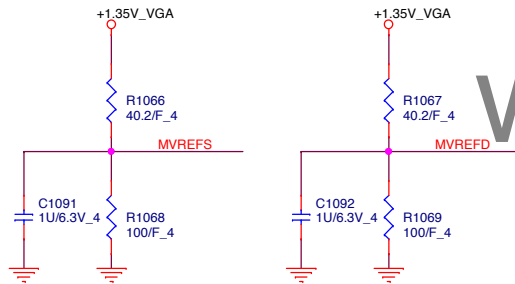 +1.35V_VGA
R1066
40.2/F_4
MVREFS
C1091
1U/6.3V_4
R1068
100/F_4
+1.35V_VGA
R1067
40.2/F_4
MVREFD
C1092
1U/6.3V_4
R1069
100/F_4